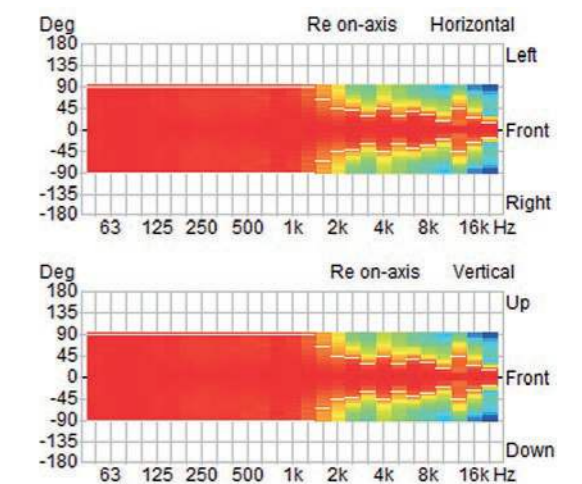 Deg Re on-axis Horizontal
180 Left
135
90
45
0 Front
-45
-90
-135
-180 Right
63 125 250 500 1k 2k 4k 8k 16k Hz
Deg Re on-axis Vertical
180 Up
135
90
45
0 Front
-45
-90
-135
-180 Down
63 125 250 500 1k 2k 4k 8k 16k Hz